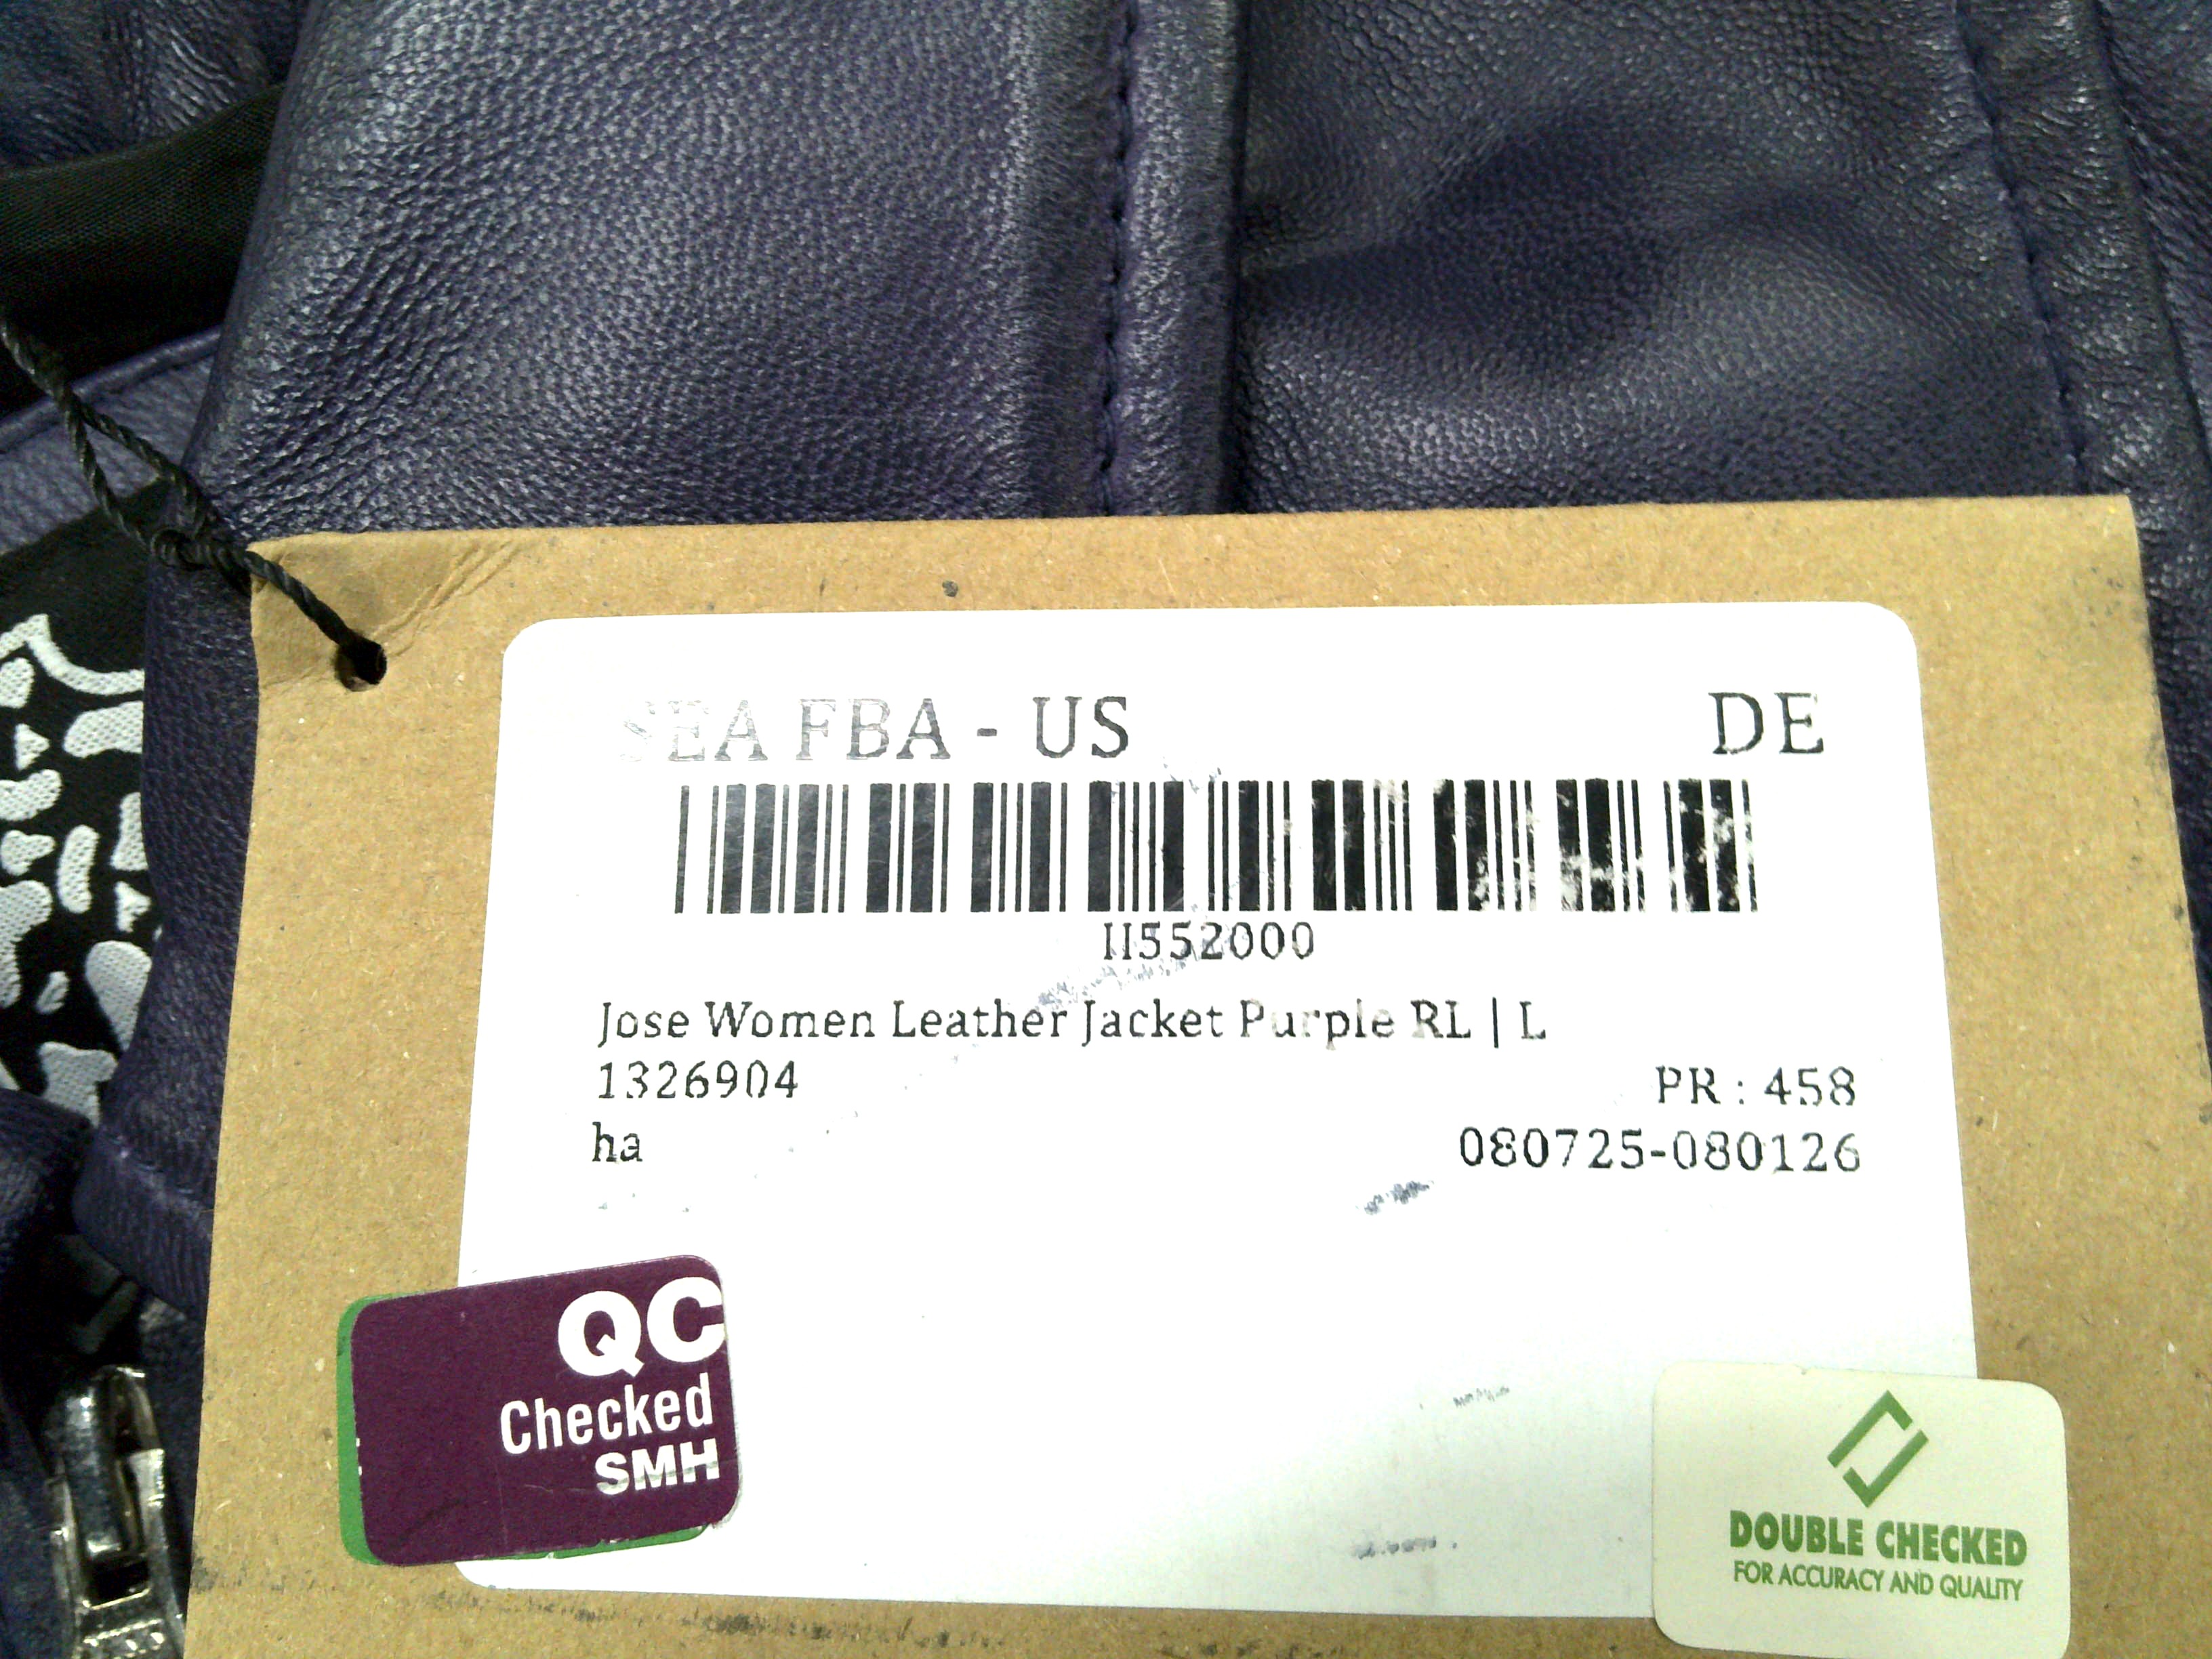 SEA FBA - US DE
II552000
Jose Women Leather Jacket Purple RL | L
1326904 PR : 458
ha 080725-080126
QC
Checked
SMH
DOUBLE CHECKED
FOR ACCURACY AND QUALITY